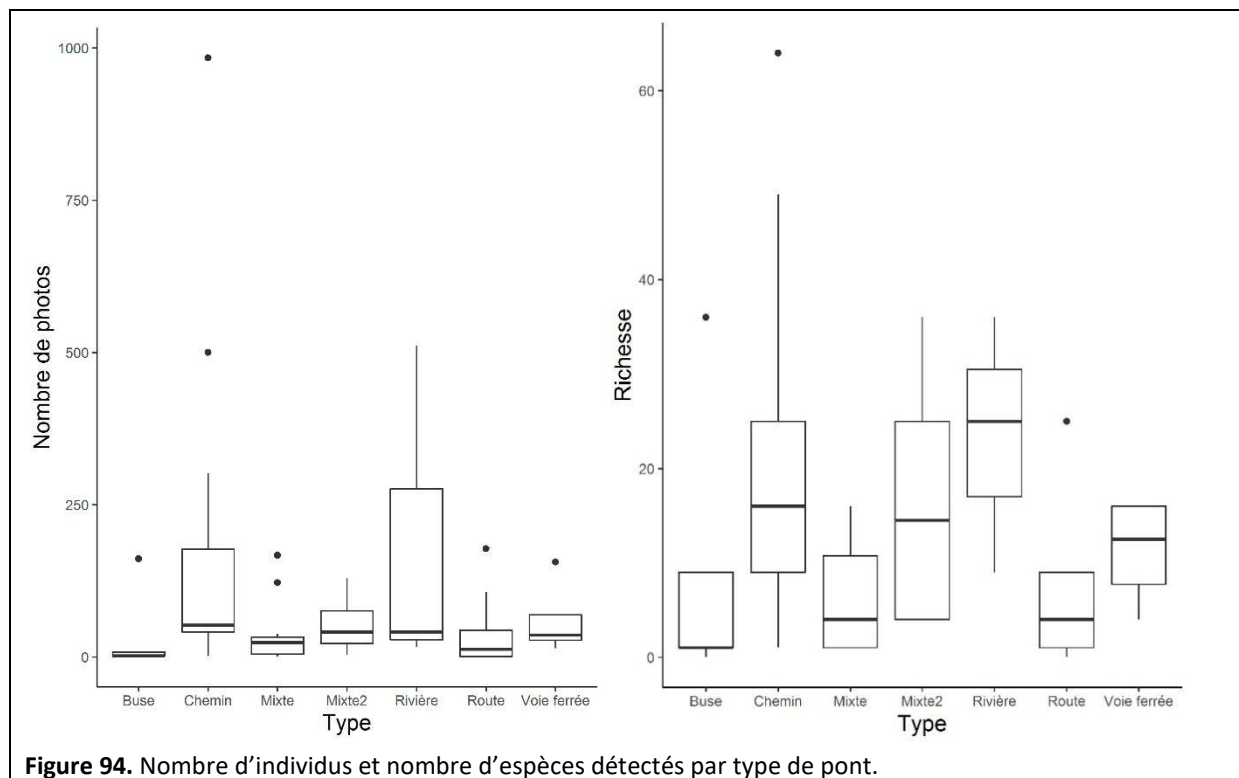 1000
750
500
250
0
Nombre de photos
Buse Chemin Mixte Mixte2 Rivière Route Voie ferrée
Type
60
40
20
0
Richesse
Buse Chemin Mixte Mixte2 Rivière Route Voie ferrée
Type
Figure 94. Nombre d'individus et nombre d'espèces détectés par type de pont.